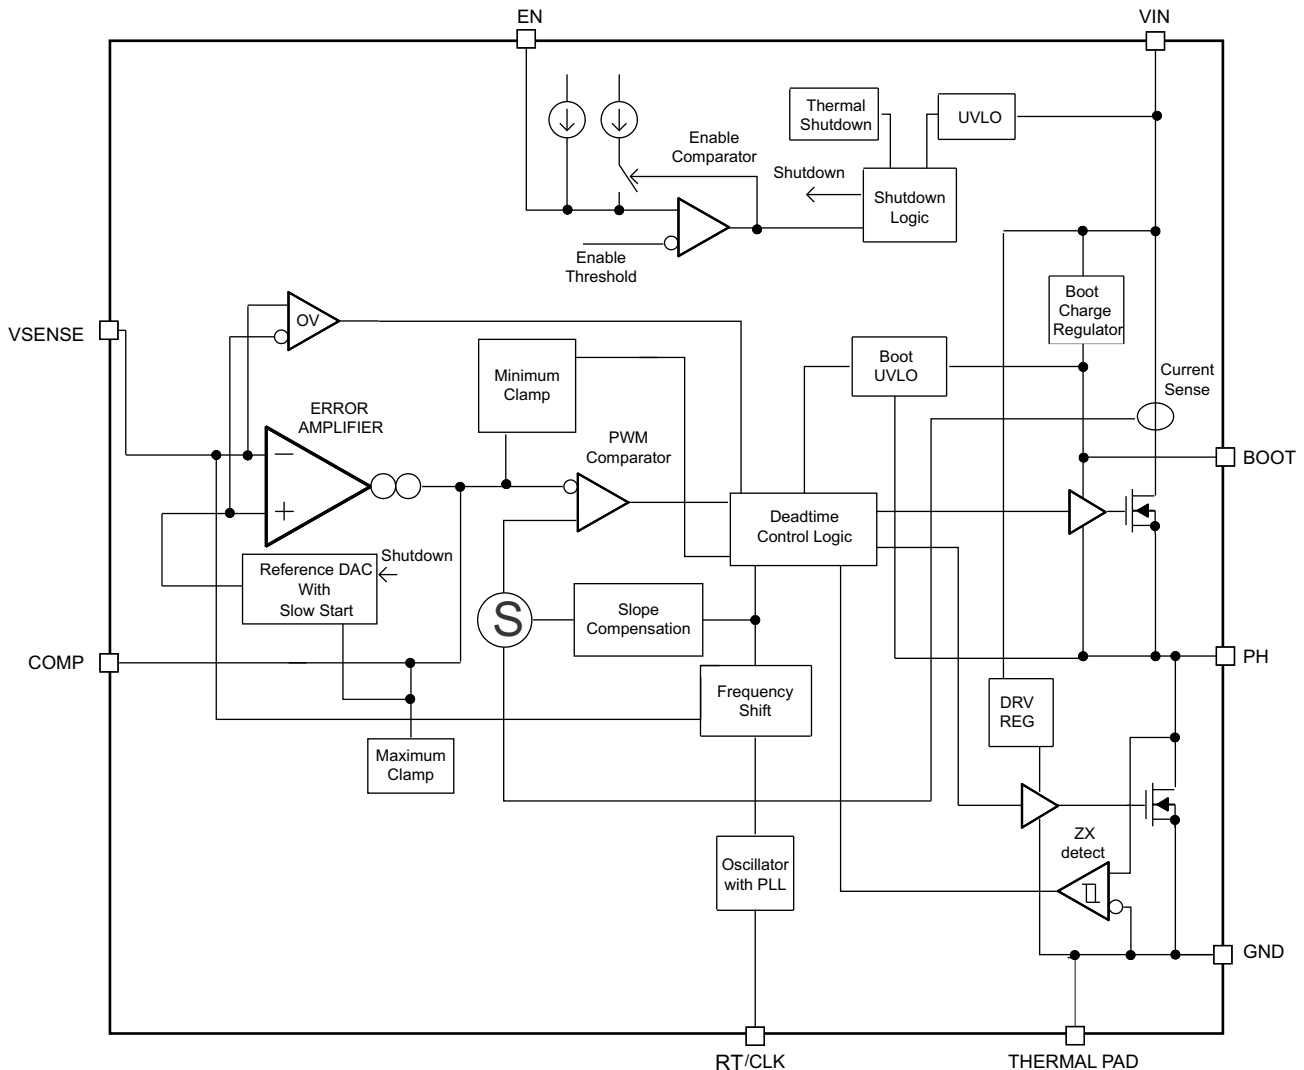 EN
VIN
Thermal
Shutdown
UVLO
Enable
Comparator
Shutdown
Shutdown
Logic
Enable
Threshold
Boot
Charge
Regulator
VSENSE
OV
Minimum
Clamp
Boot
UVLO
Current
Sense
ERROR
AMPLIFIER
PWM
Comparator
BOOT
Deadtime
Control Logic
Shutdown
Reference DAC
With
Slow Start
S
Slope
Compensation
COMP
PH
Frequency
Shift
DRV
REG
Maximum
Clamp
ZX
detect
Oscillator
with PLL
GND
RT/CLK
THERMAL PAD